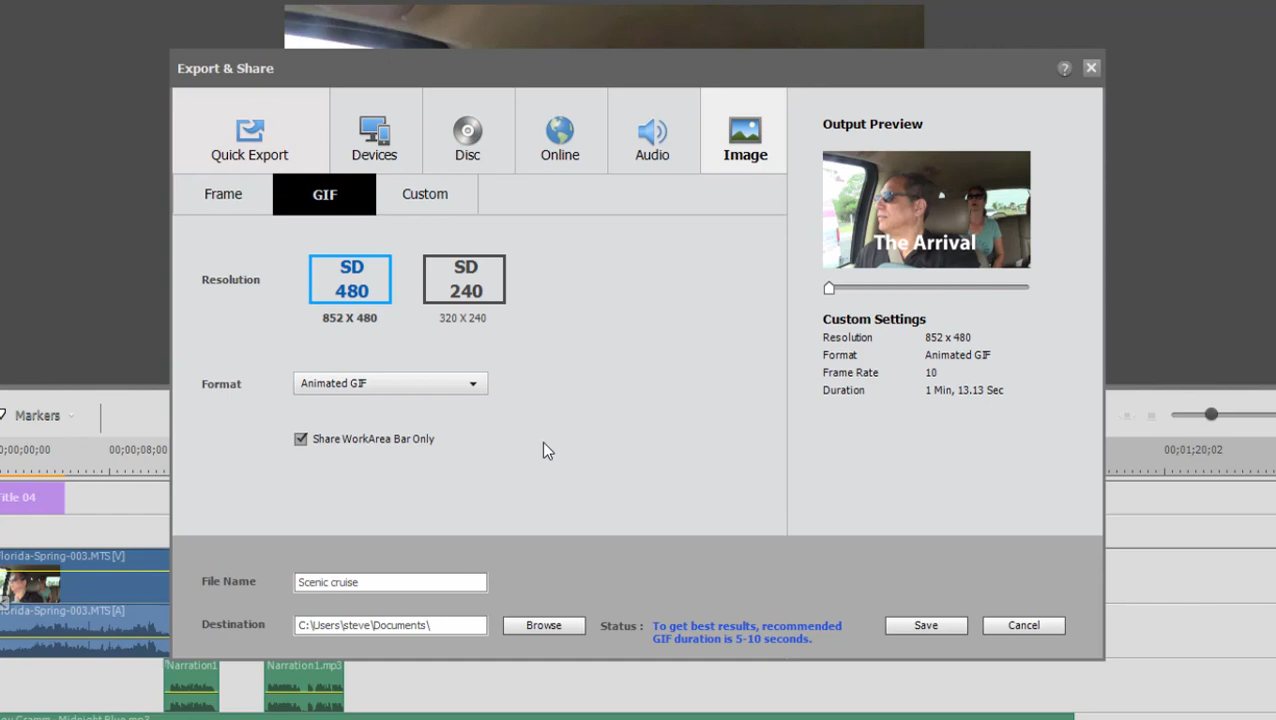 Export & Share
?
Quick Export
Devices
Disc
Online
Audio
Image
Frame
GIF
Custom
Resolution
SD
480
852 X 480
SD
240
320 X 240
Format
Animated GIF
Share WorkArea Bar Only
Output Preview
The Arrival
Custom Settings
Resolution 852 x 480
Format Animated GIF
Frame Rate 10
Duration 1 Min, 13.13 Sec
File Name
Scenic cruise
Destination
C:\Users\steve\Documents\
Browse
Status :
To get best results, recommended
GIF duration is 5-10 seconds.
Save
Cancel
Markers
0;00;00;00
00;00;08;00
00;01;20;02
Title 04
lorida-Spring-003.MTS [V]
lorida-Spring-003.MTS [A]
Narration1
Narration1.mp3
Midnight Blue.mp3